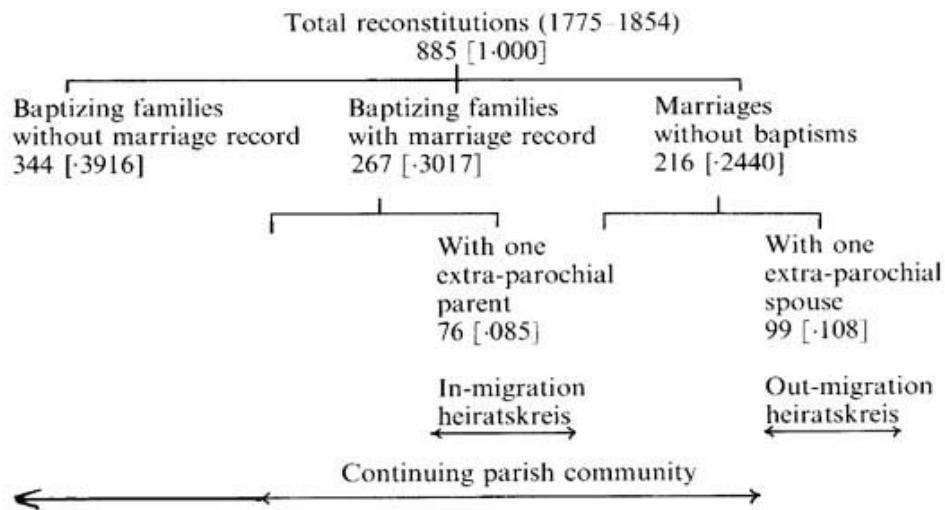 Total reconstitutions (1775-1854)
885 [1·000]
Baptizing families
without marriage record
344 [·3916]
Baptizing families
with marriage record
267 [·3017]
Marriages
without baptisms
216 [·2440]
With one
extra-parochial
parent
76 [·085]
With one
extra-parochial
spouse
99 [·108]
In-migration
heiratskreis
Out-migration
heiratskreis
Continuing parish community